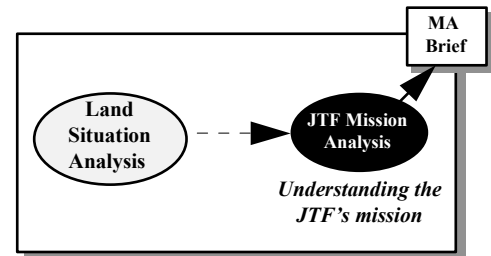 MA
Brief
Land
Situation
Analysis
JTF Mission
Analysis
Understanding the
JTF's mission